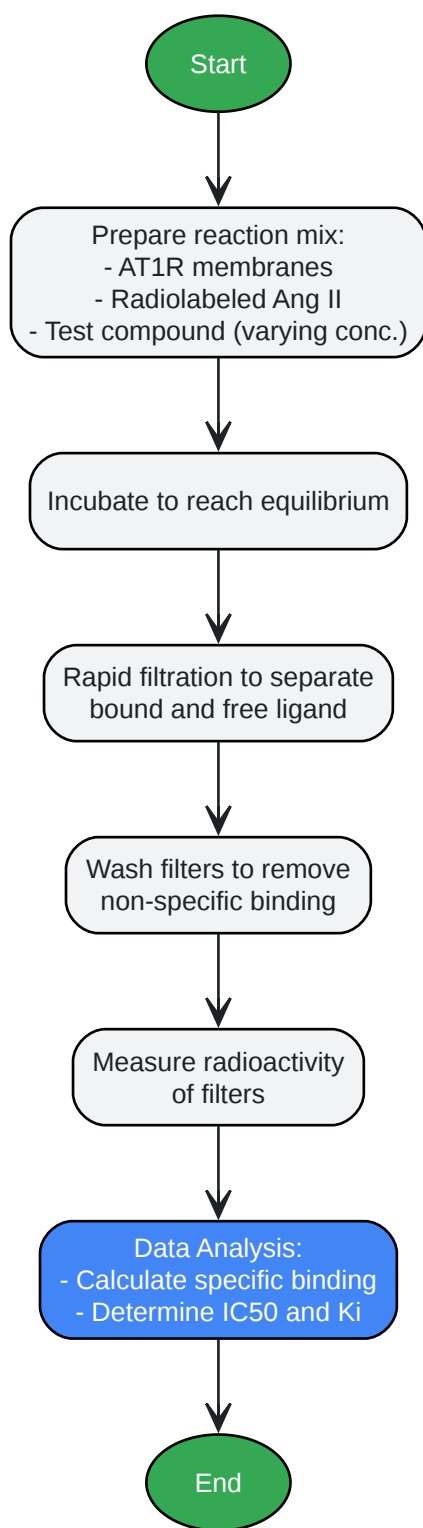 Start
Prepare reaction mix:
- AT1R membranes
- Radiolabeled Ang II
- Test compound (varying conc.)
Incubate to reach equilibrium
Rapid filtration to separate
bound and free ligand
Wash filters to remove
non-specific binding
Measure radioactivity
of filters
Data Analysis:
- Calculate specific binding
- Determine IC50 and Ki
End